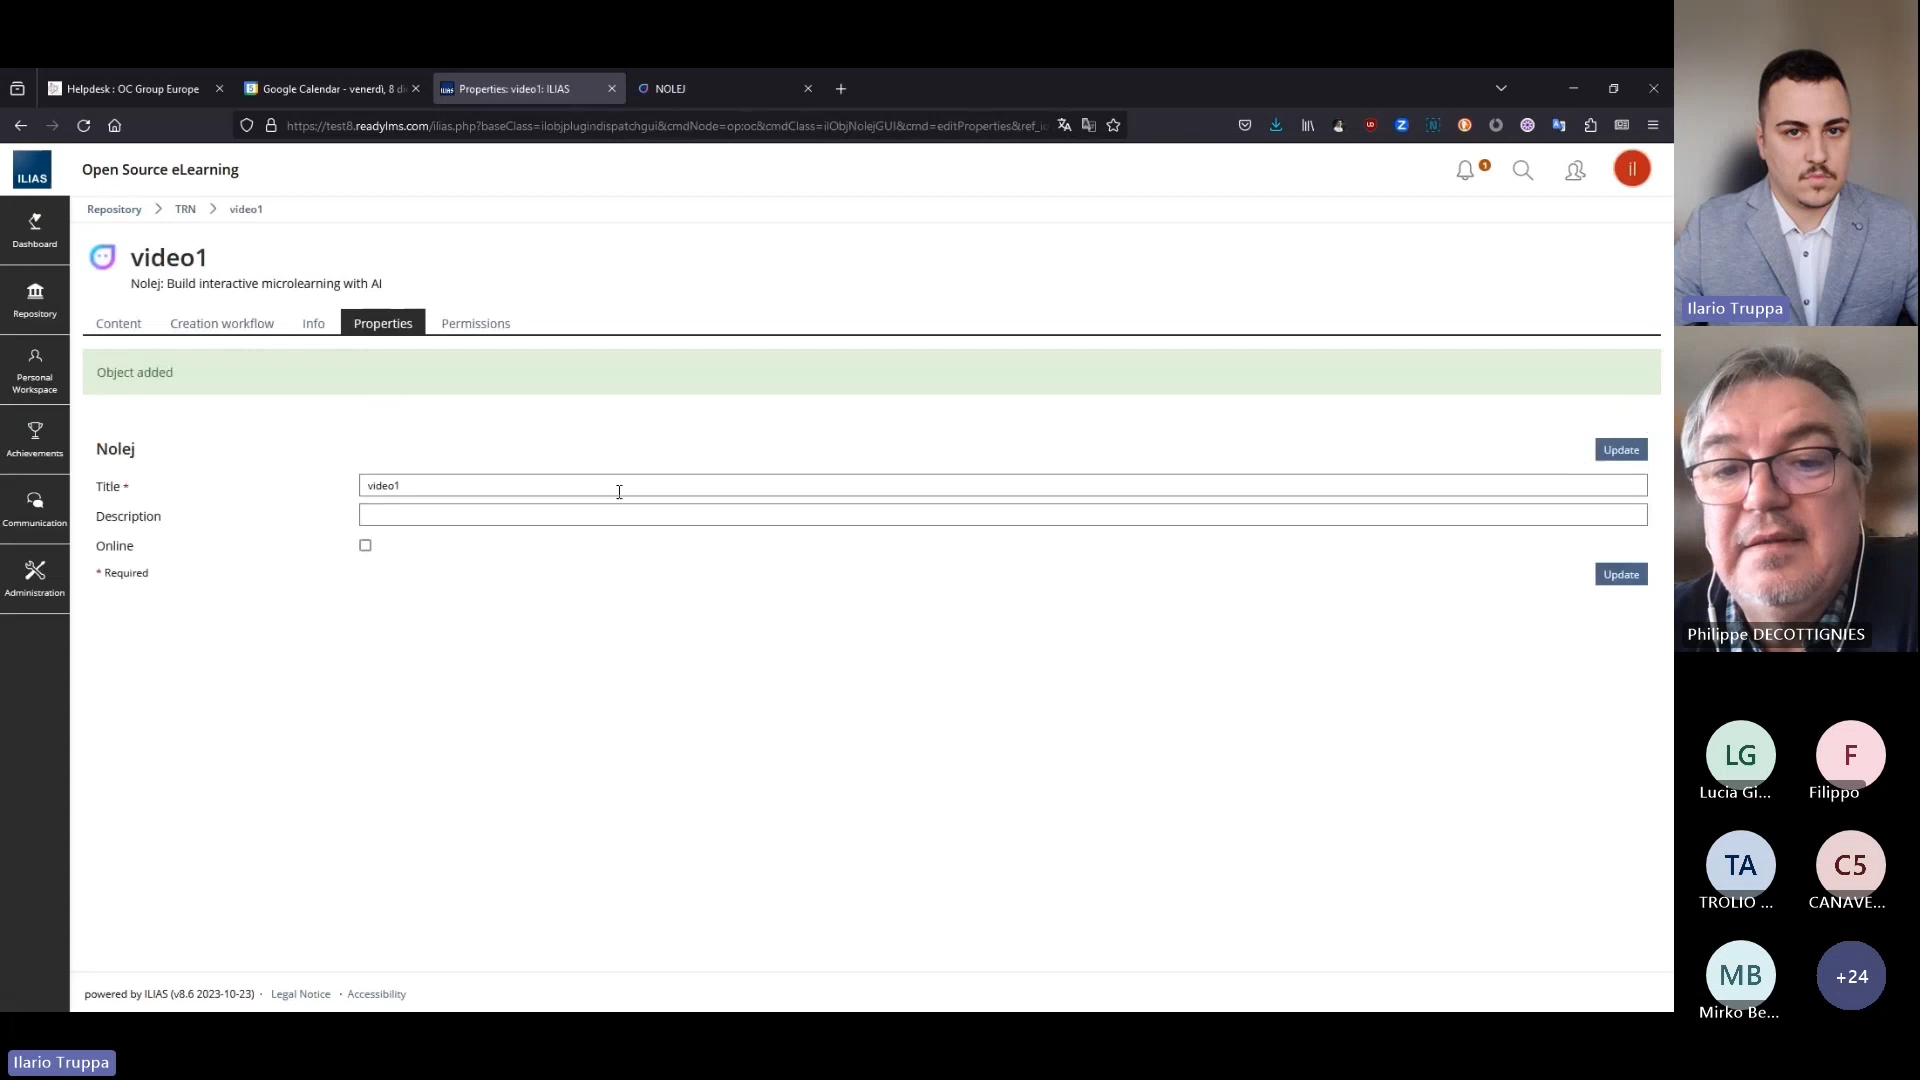 Helpsdesk : OC Group Europe
Google Calendar - venerdì, 8 di
Properties: video1: ILIAS
NOLEJ
https://test8.readylms.com/ilias.php?baseClass=ilobjplugindispatchgui&cmdNode=op:oc&cmdClass=ilObjNolejGUI&cmd=editProperties&ref_i
ILIAS
Open Source eLearning
1
il
Repository > TRN > video1
Dashboard
Repository
Personal
Workspace
Achievements
Communication
Administration
video1
Nolej: Build interactive microlearning with AI
Content
Creation workflow
Info
Properties
Permissions
Object added
Nolej
Update
Title *
video1
Description
Online
* Required
Update
powered by ILIAS (v8.6 2023-10-23) · Legal Notice · Accessibility
Ilario Truppa
Philippe DECOTTIGNIES
LG
Lucia Gi...
F
Filippo
TA
TROLIO ...
C5
CANAVE...
MB
Mirko Be...
+24
Ilario Truppa